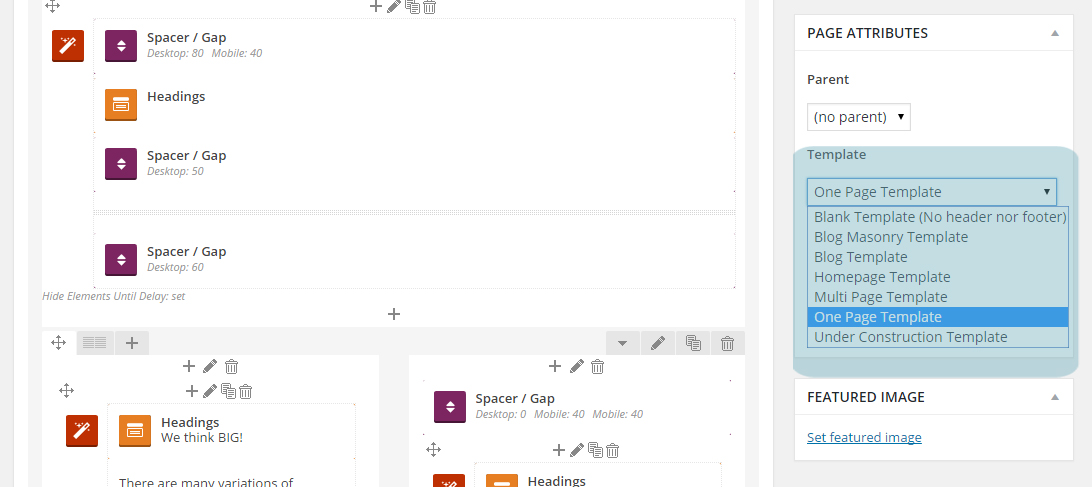 Spacer / Gap
Desktop: 80 Mobile: 40
Headings
Spacer / Gap
Desktop: 50
Spacer / Gap
Desktop: 60
Hide Elements Until Delay: set
Headings
We think BIG!
There are many variations of
Spacer / Gap
Desktop: 0 Mobile: 40 Mobile: 40
Headings
PAGE ATTRIBUTES
Parent
(no parent)
Template
One Page Template
Blank Template (No header nor footer)
Blog Masonry Template
Blog Template
Homepage Template
Multi Page Template
One Page Template
Under Construction Template
FEATURED IMAGE
Set featured image